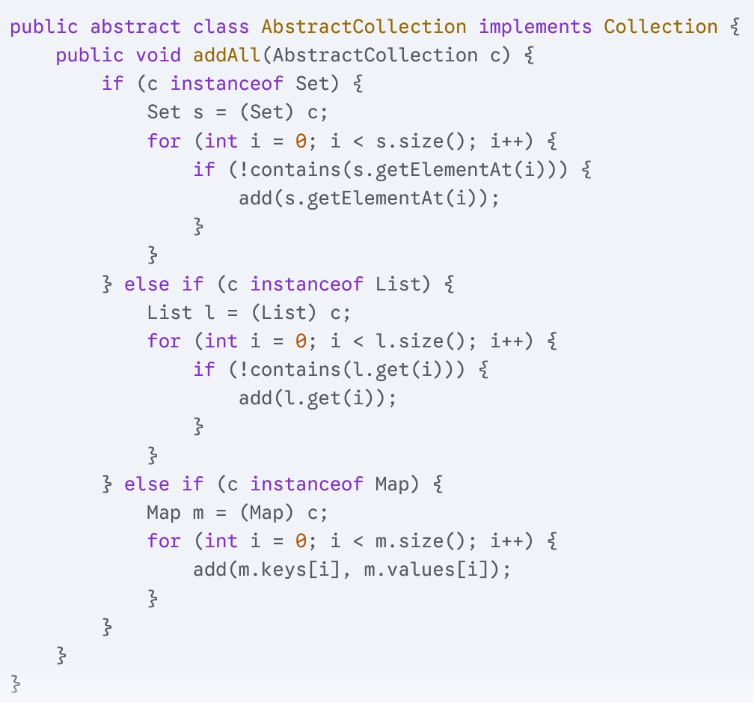 public abstract class AbstractCollection implements Collection {
    public void addAll(AbstractCollection c) {
        if (c instanceof Set) {
            Set s = (Set) c;
            for (int i = 0; i < s.size(); i++) {
                if (!contains(s.getElementAt(i))) {
                    add(s.getElementAt(i));
                }
            }
        } else if (c instanceof List) {
            List l = (List) c;
            for (int i = 0; i < l.size(); i++) {
                if (!contains(l.get(i))) {
                    add(l.get(i));
                }
            }
        } else if (c instanceof Map) {
            Map m = (Map) c;
            for (int i = 0; i < m.size(); i++) {
                add(m.keys[i], m.values[i]);
            }
        }
    }
}